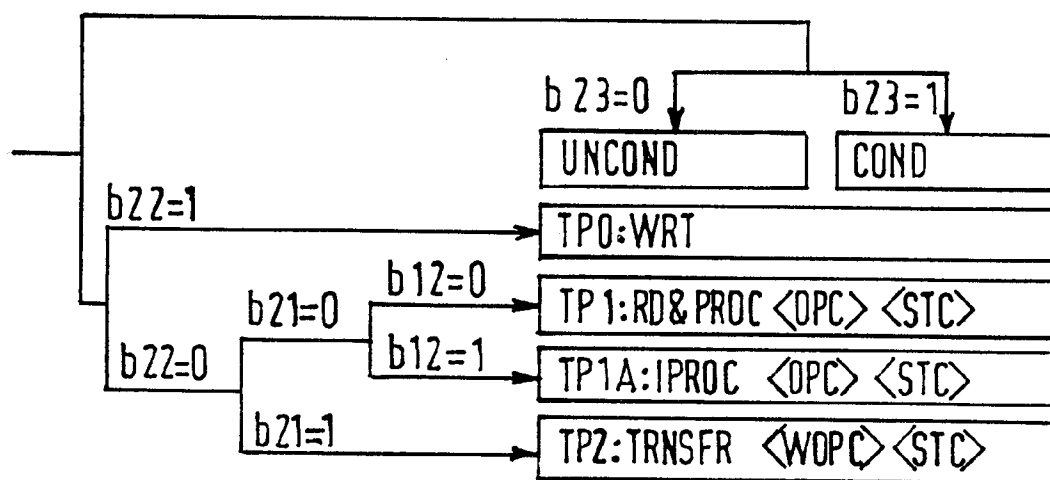 b23=0 b23=1
UNCOND COND
b22=1
TP0:WRT
b12=0
b21=0 TP1:RD&PROC <OPC> <STC>
b22=0 b12=1
TP1A:IPROC <OPC> <STC>
b21=1
TP2:TRNSFR <WOPC> <STC>